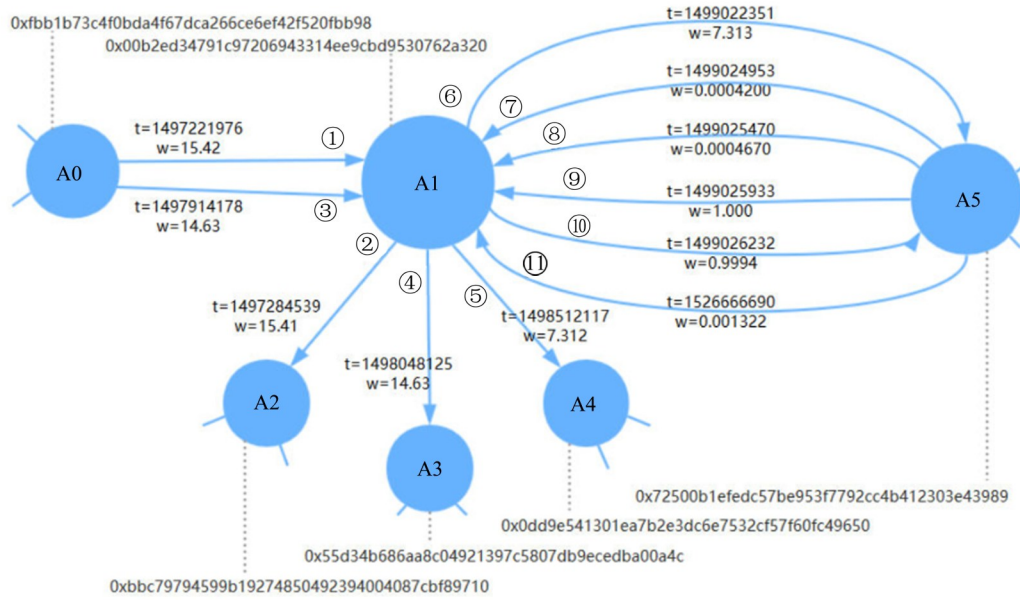 0xfbb1b73c4f0bda4f67dca266ce6ef42f520fbb98
0x00b2ed34791c97206943314ee9cbd9530762a320
⑥
t=1499022351
w=7.313
⑦
t=1499024953
w=0.0004200
①
t=1497221976
w=15.42
⑧
t=1499025470
w=0.0004670
A0
A1
⑨
t=1499025933
w=1.000
A5
③
t=1497914178
w=14.63
②
⑩
t=1499026232
w=0.9994
④
⑤
⑪
t=1526666690
w=0.001322
t=1497284539
w=15.41
t=1498512117
w=7.312
t=1498048125
w=14.63
A2
A4
A3
0x72500b1efedc57be953f7792cc4b412303e43989
0x0dd9e541301ea7b2e3dc6e7532cf57f60fc49650
0x55d34b686aa8c04921397c5807db9ecedba00a4c
0xbbc79794599b19274850492394004087cbf89710